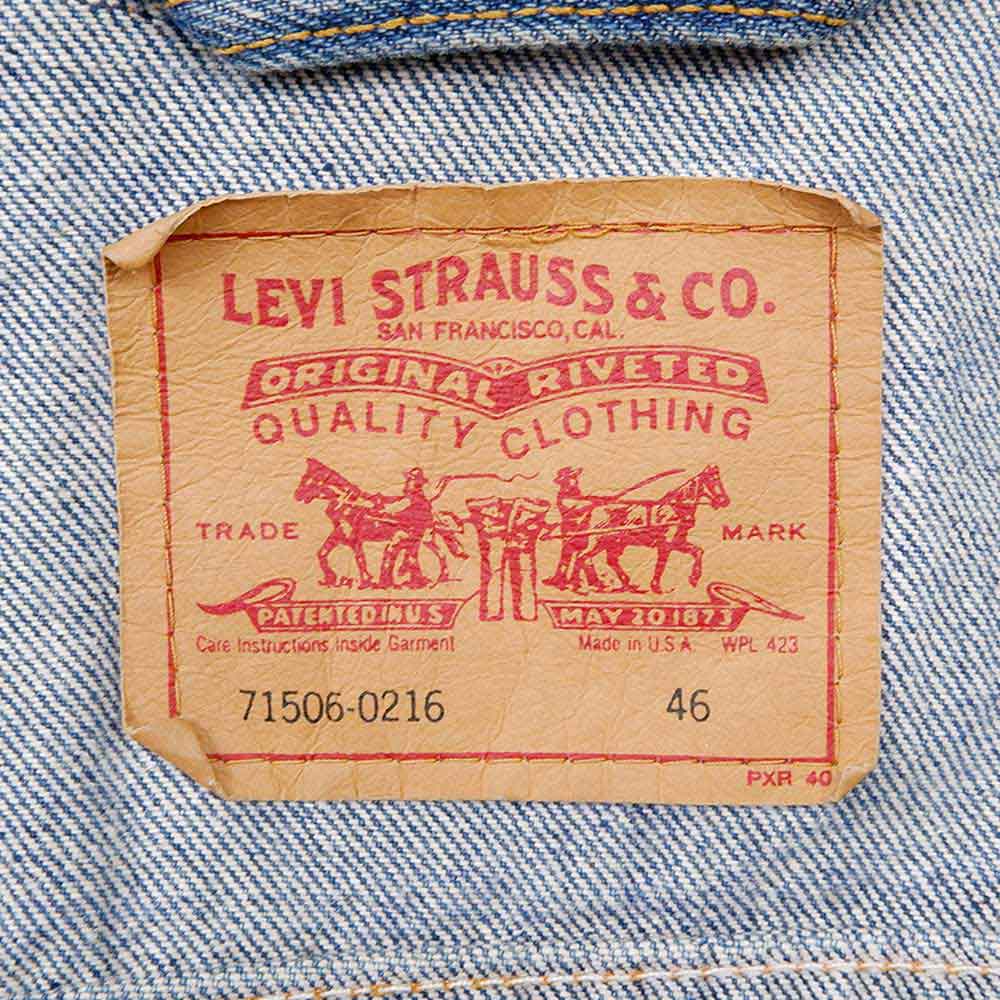 LEVI STRAUSS & CO.
SAN FRANCISCO, CAL.
ORIGINAL RIVETED
QUALITY CLOTHING
TRADE MARK
PATENTED IN U.S. MAY 20 1873
Care Instructions Inside Garment Made in U.S.A. WPL 423
71506-0216 46
PXR 40